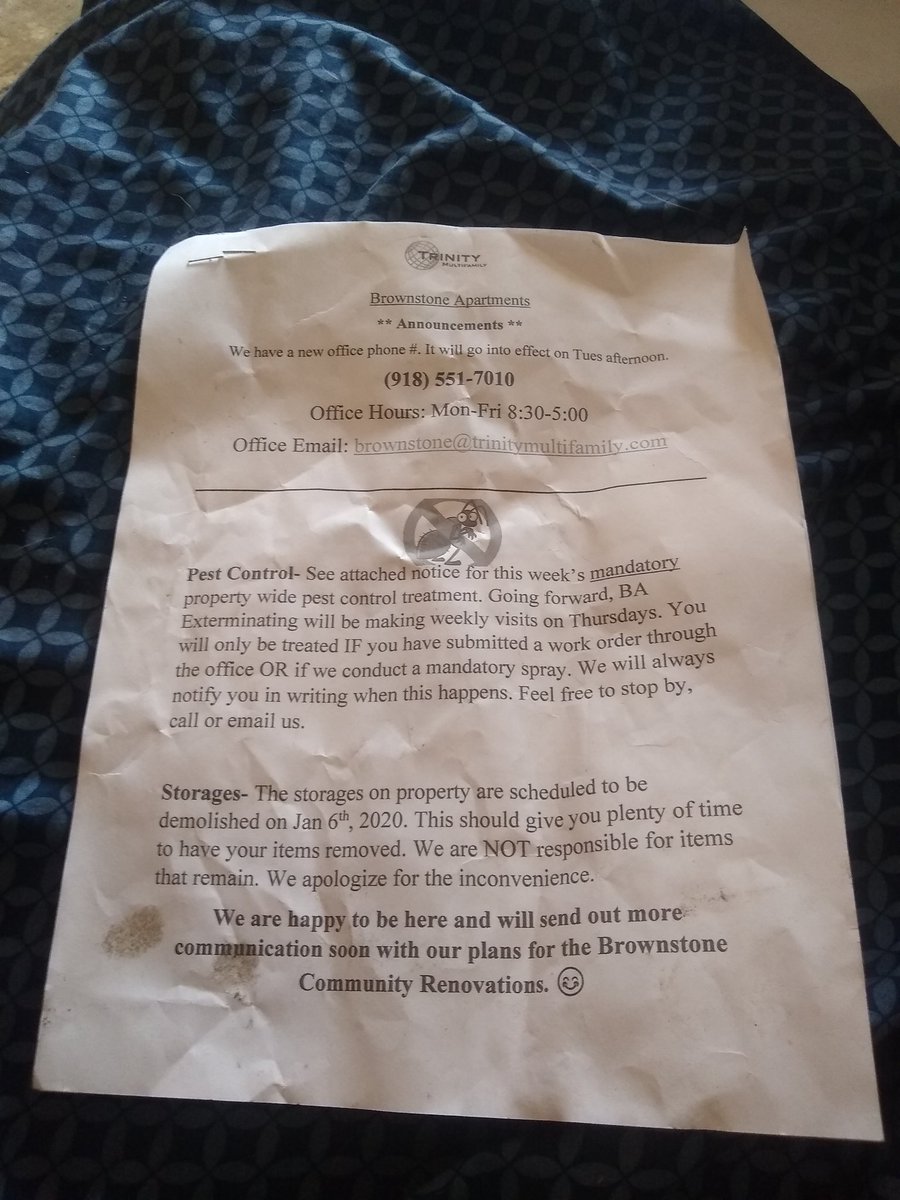 TRINITY
MULTIFAMILY
Brownstone Apartments
** Announcements **
We have a new office phone #. It will go into effect on Tues afternoon.
(918) 551-7010
Office Hours: Mon-Fri 8:30-5:00
Office Email: brownstone@trinitymultifamily.com
Pest Control- See attached notice for this week's mandatory
property wide pest control treatment. Going forward, BA
Exterminating will be making weekly visits on Thursdays. You
will only be treated IF you have submitted a work order through
the office OR if we conduct a mandatory spray. We will always
notify you in writing when this happens. Feel free to stop by,
call or email us.
Storages- The storages on property are scheduled to be
demolished on Jan 6th, 2020. This should give you plenty of time
to have your items removed. We are NOT responsible for items
that remain. We apologize for the inconvenience.
We are happy to be here and will send out more
communication soon with our plans for the Brownstone
Community Renovations. 😊